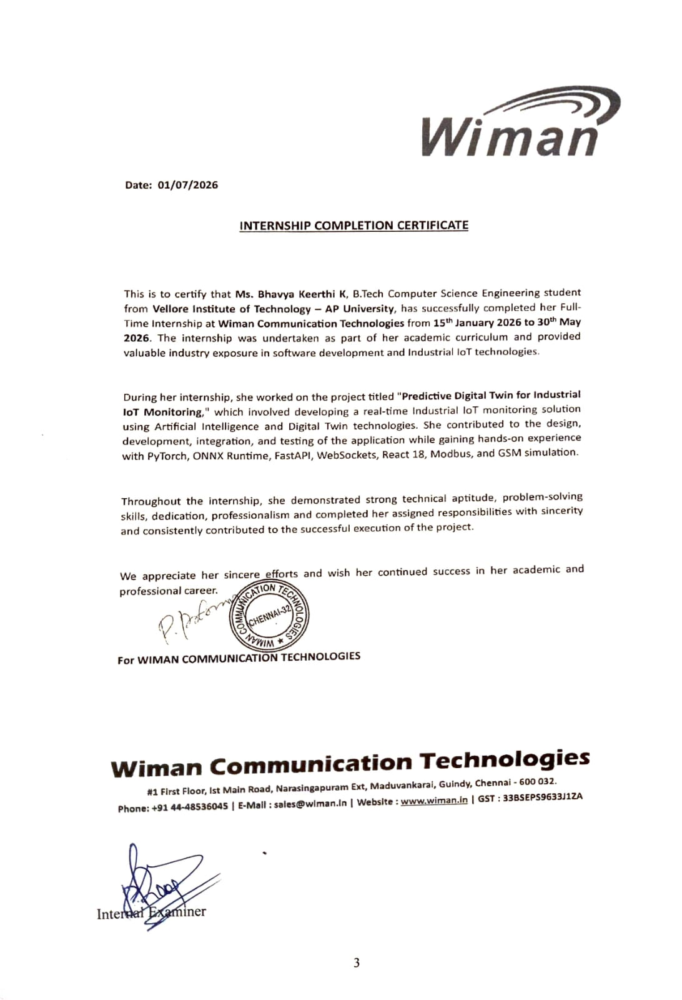 Wiman
Date: 01/07/2026
INTERNSHIP COMPLETION CERTIFICATE
This is to certify that Ms. Bhavya Keerthi K, B.Tech Computer Science Engineering student
from Vellore Institute of Technology – AP University, has successfully completed her Full-
Time Internship at Wiman Communication Technologies from 15th January 2026 to 30th May
2026. The internship was undertaken as part of her academic curriculum and provided
valuable industry exposure in software development and Industrial IoT technologies.
During her internship, she worked on the project titled "Predictive Digital Twin for Industrial
IoT Monitoring," which involved developing a real-time Industrial IoT monitoring solution
using Artificial Intelligence and Digital Twin technologies. She contributed to the design,
development, integration, and testing of the application while gaining hands-on experience
with PyTorch, ONNX Runtime, FastAPI, WebSockets, React 18, Modbus, and GSM simulation.
Throughout the internship, she demonstrated strong technical aptitude, problem-solving
skills, dedication, professionalism and completed her assigned responsibilities with sincerity
and consistently contributed to the successful execution of the project.
We appreciate her sincere efforts and wish her continued success in her academic and
professional career.
P.
WIMAN COMMUNICATION TECHNOLOGIES ★
CHENNAI-32
For WIMAN COMMUNICATION TECHNOLOGIES
Wiman Communication Technologies
#1 First Floor, Ist Main Road, Narasingapuram Ext, Maduvankarai, Guindy, Chennai - 600 032.
Phone: +91 44-48536045 | E-Mail : sales@wiman.in | Website : www.wiman.in | GST : 33BSEPS9633J1ZA
Internal Examiner
3